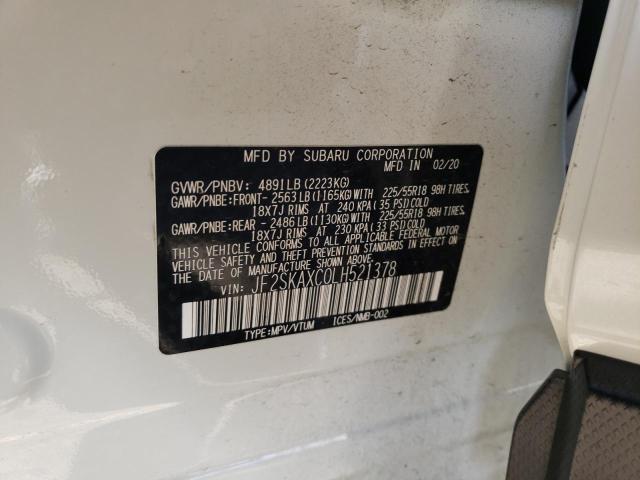 MFD BY SUBARU CORPORATION
MFD IN 02/20
GVWR/PNBV: 4891LB (2223KG)
GAWR/PNBE:FRONT- 2563LB (1165KG)WITH 225/55R18 98H TIRES,
18X7J RIMS AT 240 KPA (35 PSI)COLD
GAWR/PNBE:REAR - 2486LB (1130KG)WITH 225/55R18 98H TIRES,
18X7J RIMS AT 230 KPA (33 PSI)COLD
THIS VEHICLE CONFORMS TO ALL APPLICABLE FEDERAL MOTOR
VEHICLE SAFETY AND THEFT PREVENTION STANDARDS IN EFFECT ON
THE DATE OF MANUFACTURE SHOWN ABOVE.
VIN: JF2SKAXC0LH521378
TYPE:MPV/VTUM ICES/NMB-002